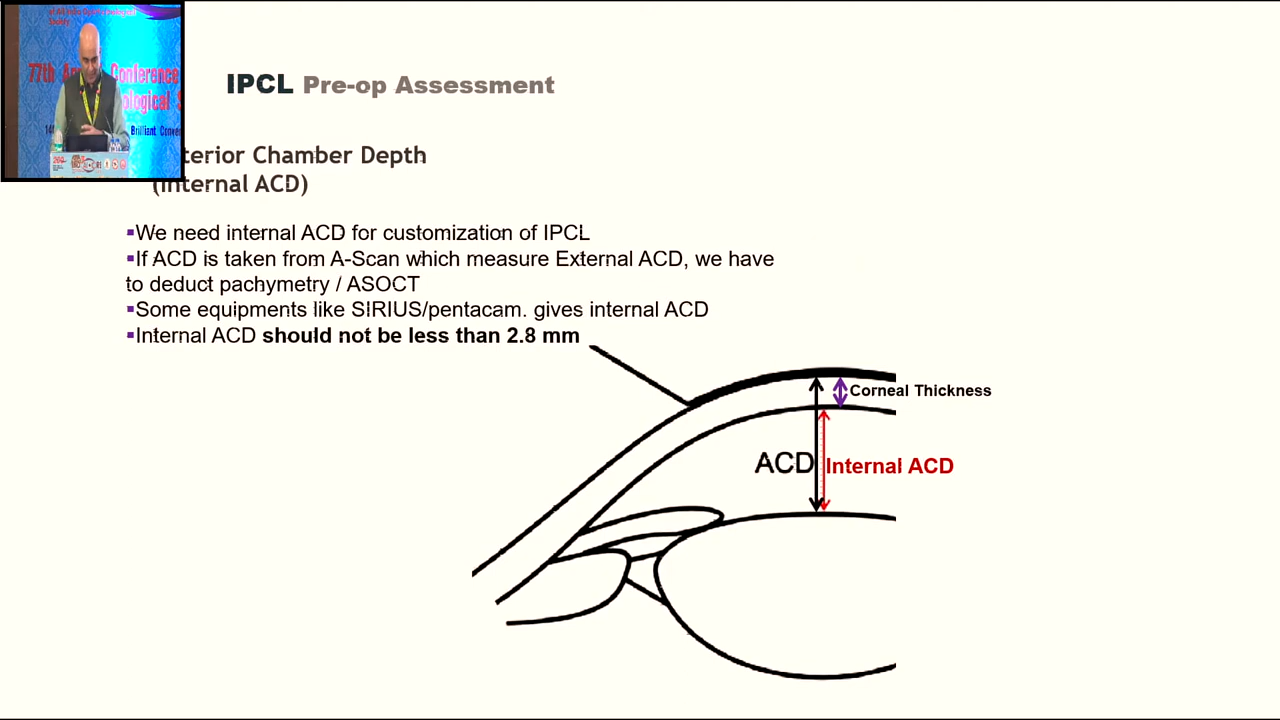 77th An Conference
ological S
Brilliant Conve
IPCL Pre-op Assessment
terior Chamber Depth
(Internal ACD)
▪We need internal ACD for customization of IPCL
▪If ACD is taken from A-Scan which measure External ACD, we have
to deduct pachymetry / ASOCT
▪Some equipments like SIRIUS/pentacam. gives internal ACD
▪Internal ACD should not be less than 2.8 mm
Corneal Thickness
ACD
Internal ACD